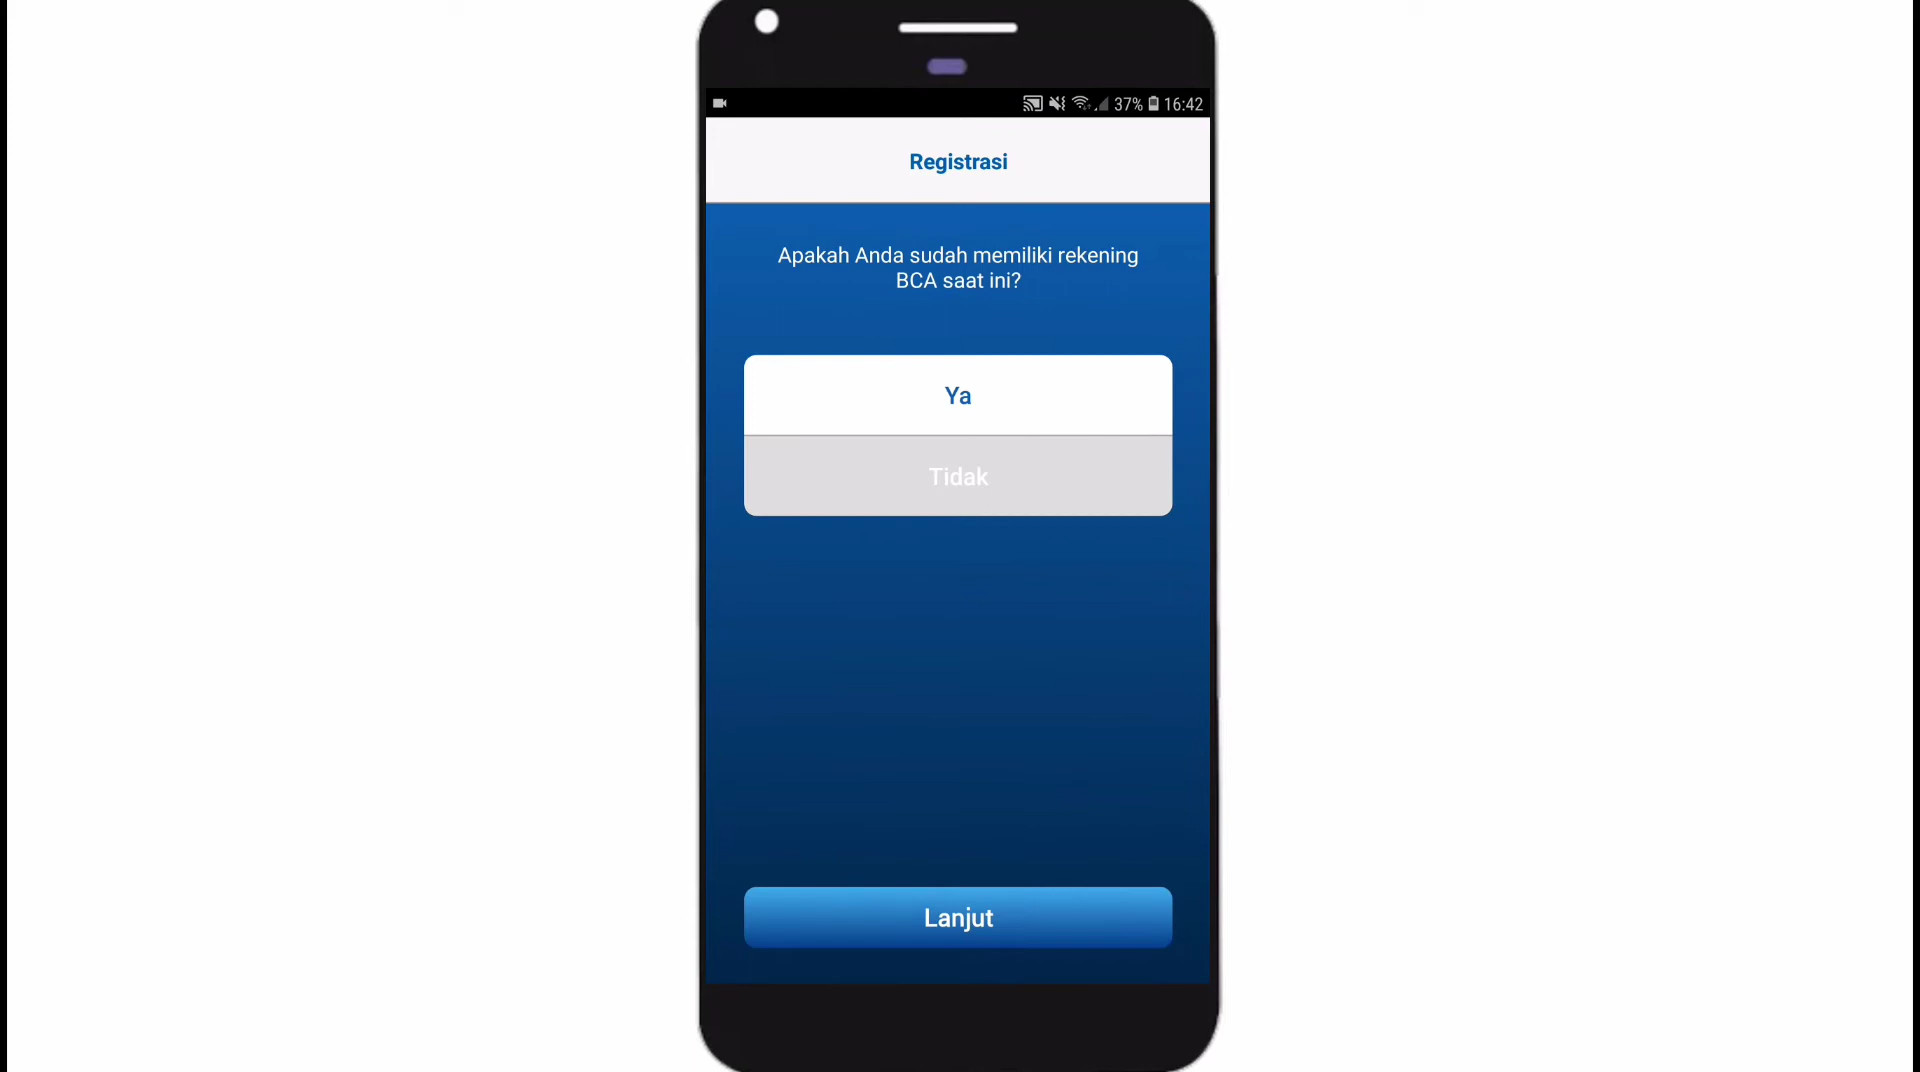 37% 16:42
Registrasi
Apakah Anda sudah memiliki rekening
BCA saat ini?
Ya
Tidak
Lanjut